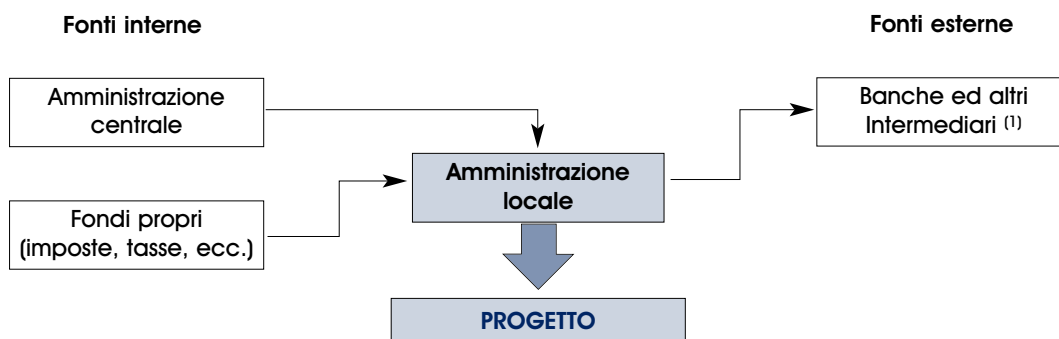 Fonti interne
Fonti esterne
Amministrazione
centrale
Banche ed altri
Intermediari (1)
Amministrazione
locale
Fondi propri
(imposte, tasse, ecc.)
PROGETTO